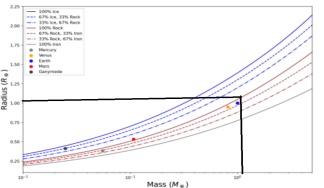 2.25
2.00
1.75
1.50
1.25
1.00
0.75
0.50
0.25
Radius (R⊕)
100% Ice
67% Ice, 33% Rock
33% Ice, 67% Rock
100% Rock
67% Rock, 33% Iron
33% Rock, 67% Iron
100% Iron
Mercury
Venus
Earth
Mars
Ganymede
10⁻²
10⁻¹
10⁰
Mass (M⊕)